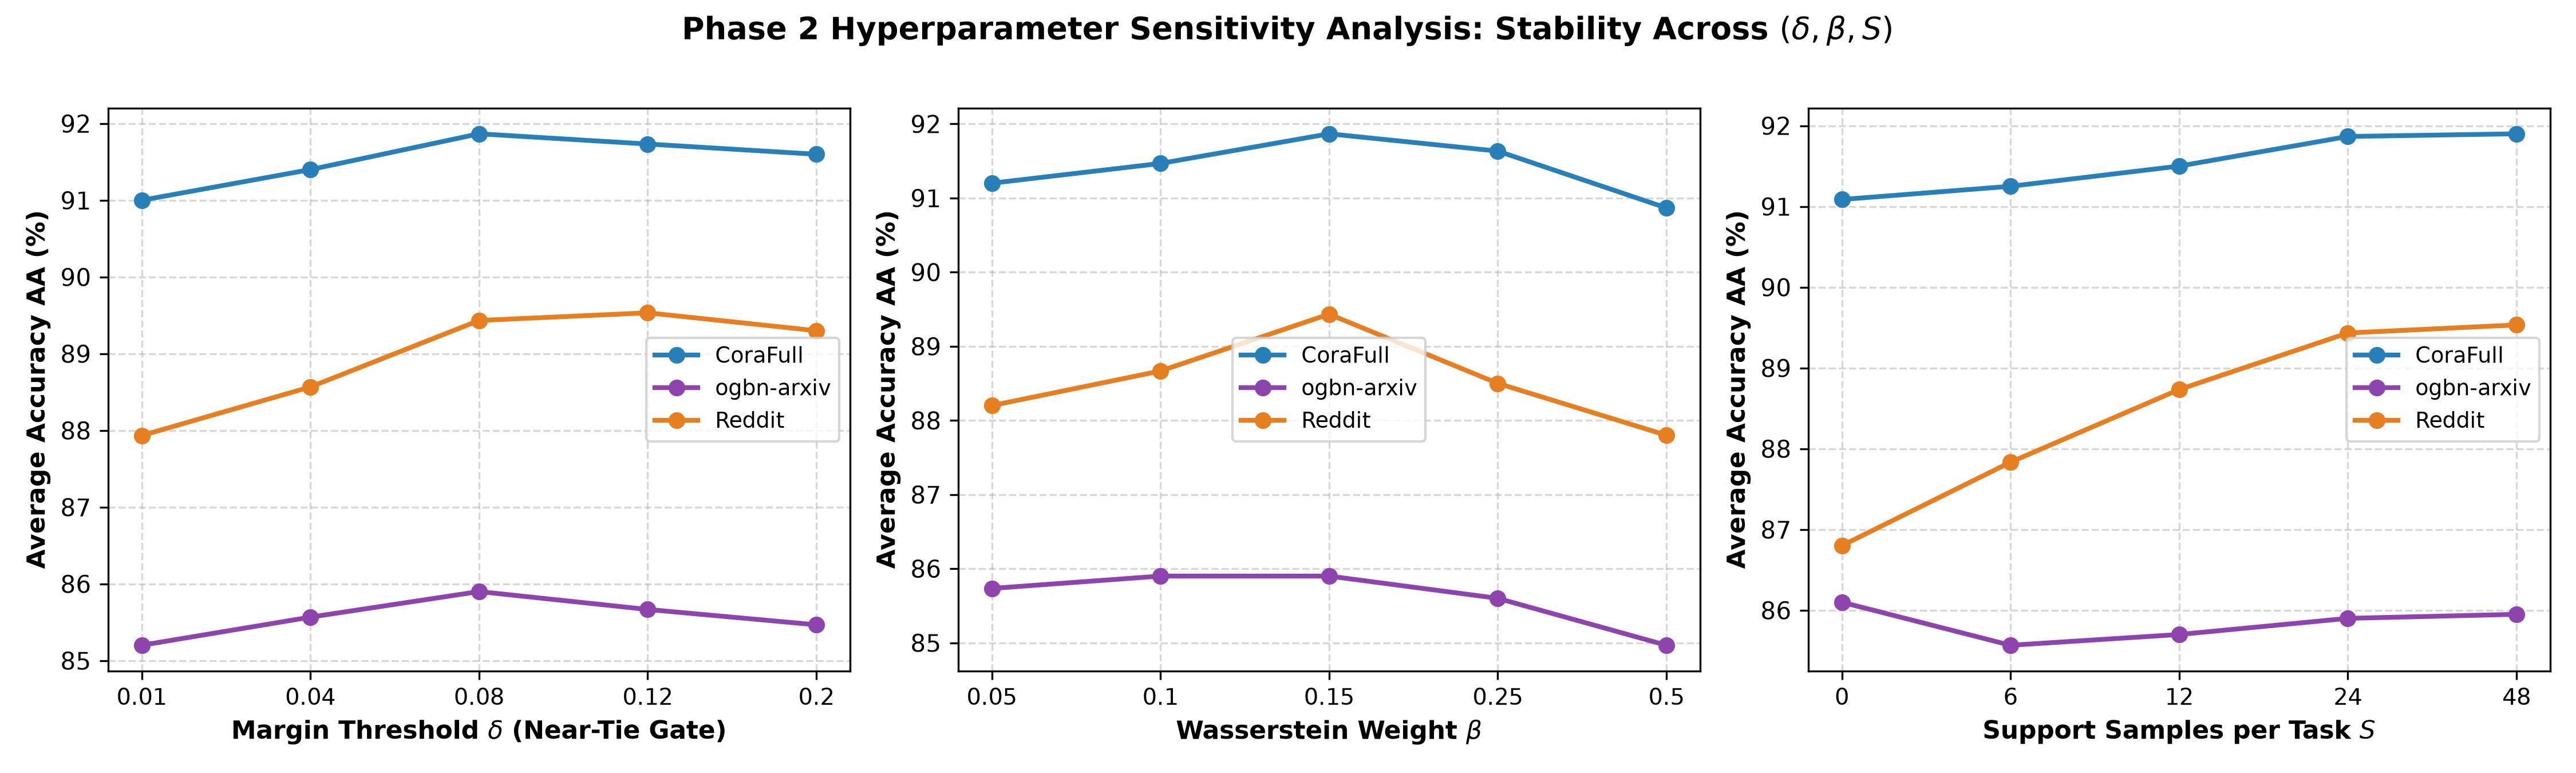 Phase 2 Hyperparameter Sensitivity Analysis: Stability Across (δ, β, S)
Average Accuracy AA (%)
92
91
90
89
88
87
86
85
0.01 0.04 0.08 0.12 0.2
Margin Threshold δ (Near-Tie Gate)
CoraFull
ogbn-arxiv
Reddit
Average Accuracy AA (%)
92
91
90
89
88
87
86
85
0.05 0.1 0.15 0.25 0.5
Wasserstein Weight β
CoraFull
ogbn-arxiv
Reddit
Average Accuracy AA (%)
92
91
90
89
88
87
86
0 6 12 24 48
Support Samples per Task S
CoraFull
ogbn-arxiv
Reddit